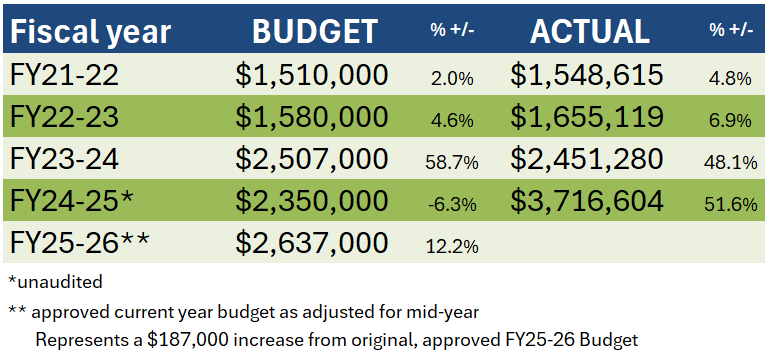 Fiscal year BUDGET % +/- ACTUAL % +/-
FY21-22 $1,510,000 2.0% $1,548,615 4.8%
FY22-23 $1,580,000 4.6% $1,655,119 6.9%
FY23-24 $2,507,000 58.7% $2,451,280 48.1%
FY24-25* $2,350,000 -6.3% $3,716,604 51.6%
FY25-26** $2,637,000 12.2%
*unaudited
** approved current year budget as adjusted for mid-year
Represents a $187,000 increase from original, approved FY25-26 Budget